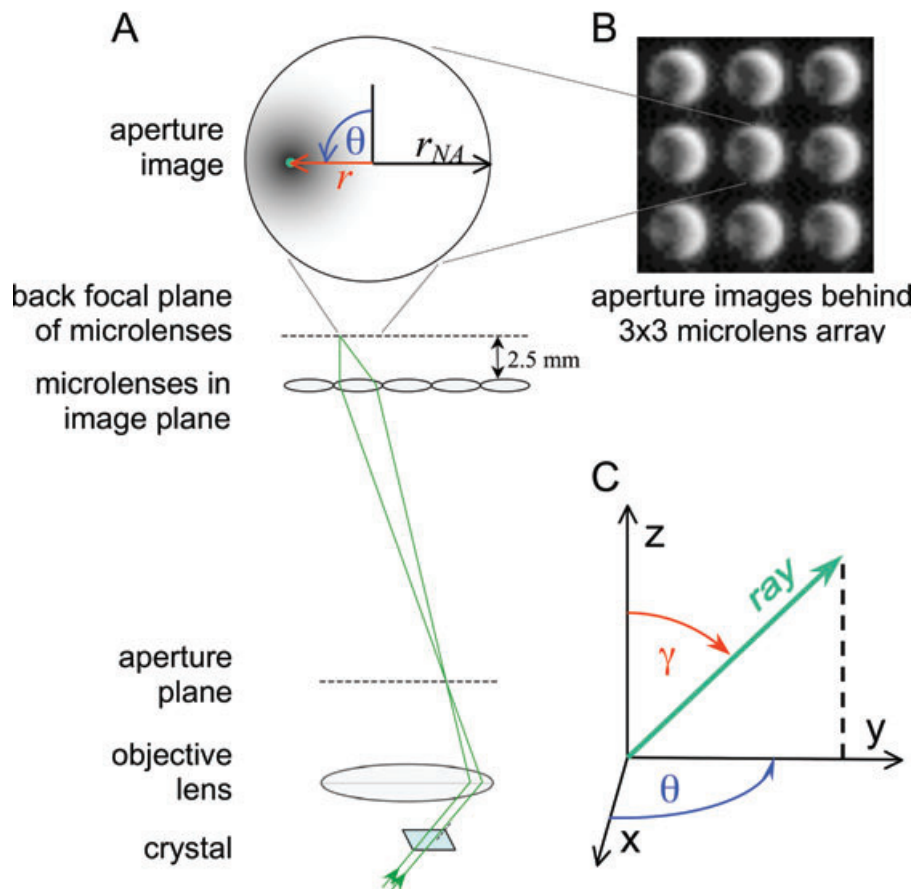 A
B
aperture
image
θ
r
rNA
back focal plane
of microlenses
aperture images behind
3x3 microlens array
2.5 mm
microlenses in
image plane
C
z
ray
γ
aperture
plane
y
θ
x
objective
lens
crystal